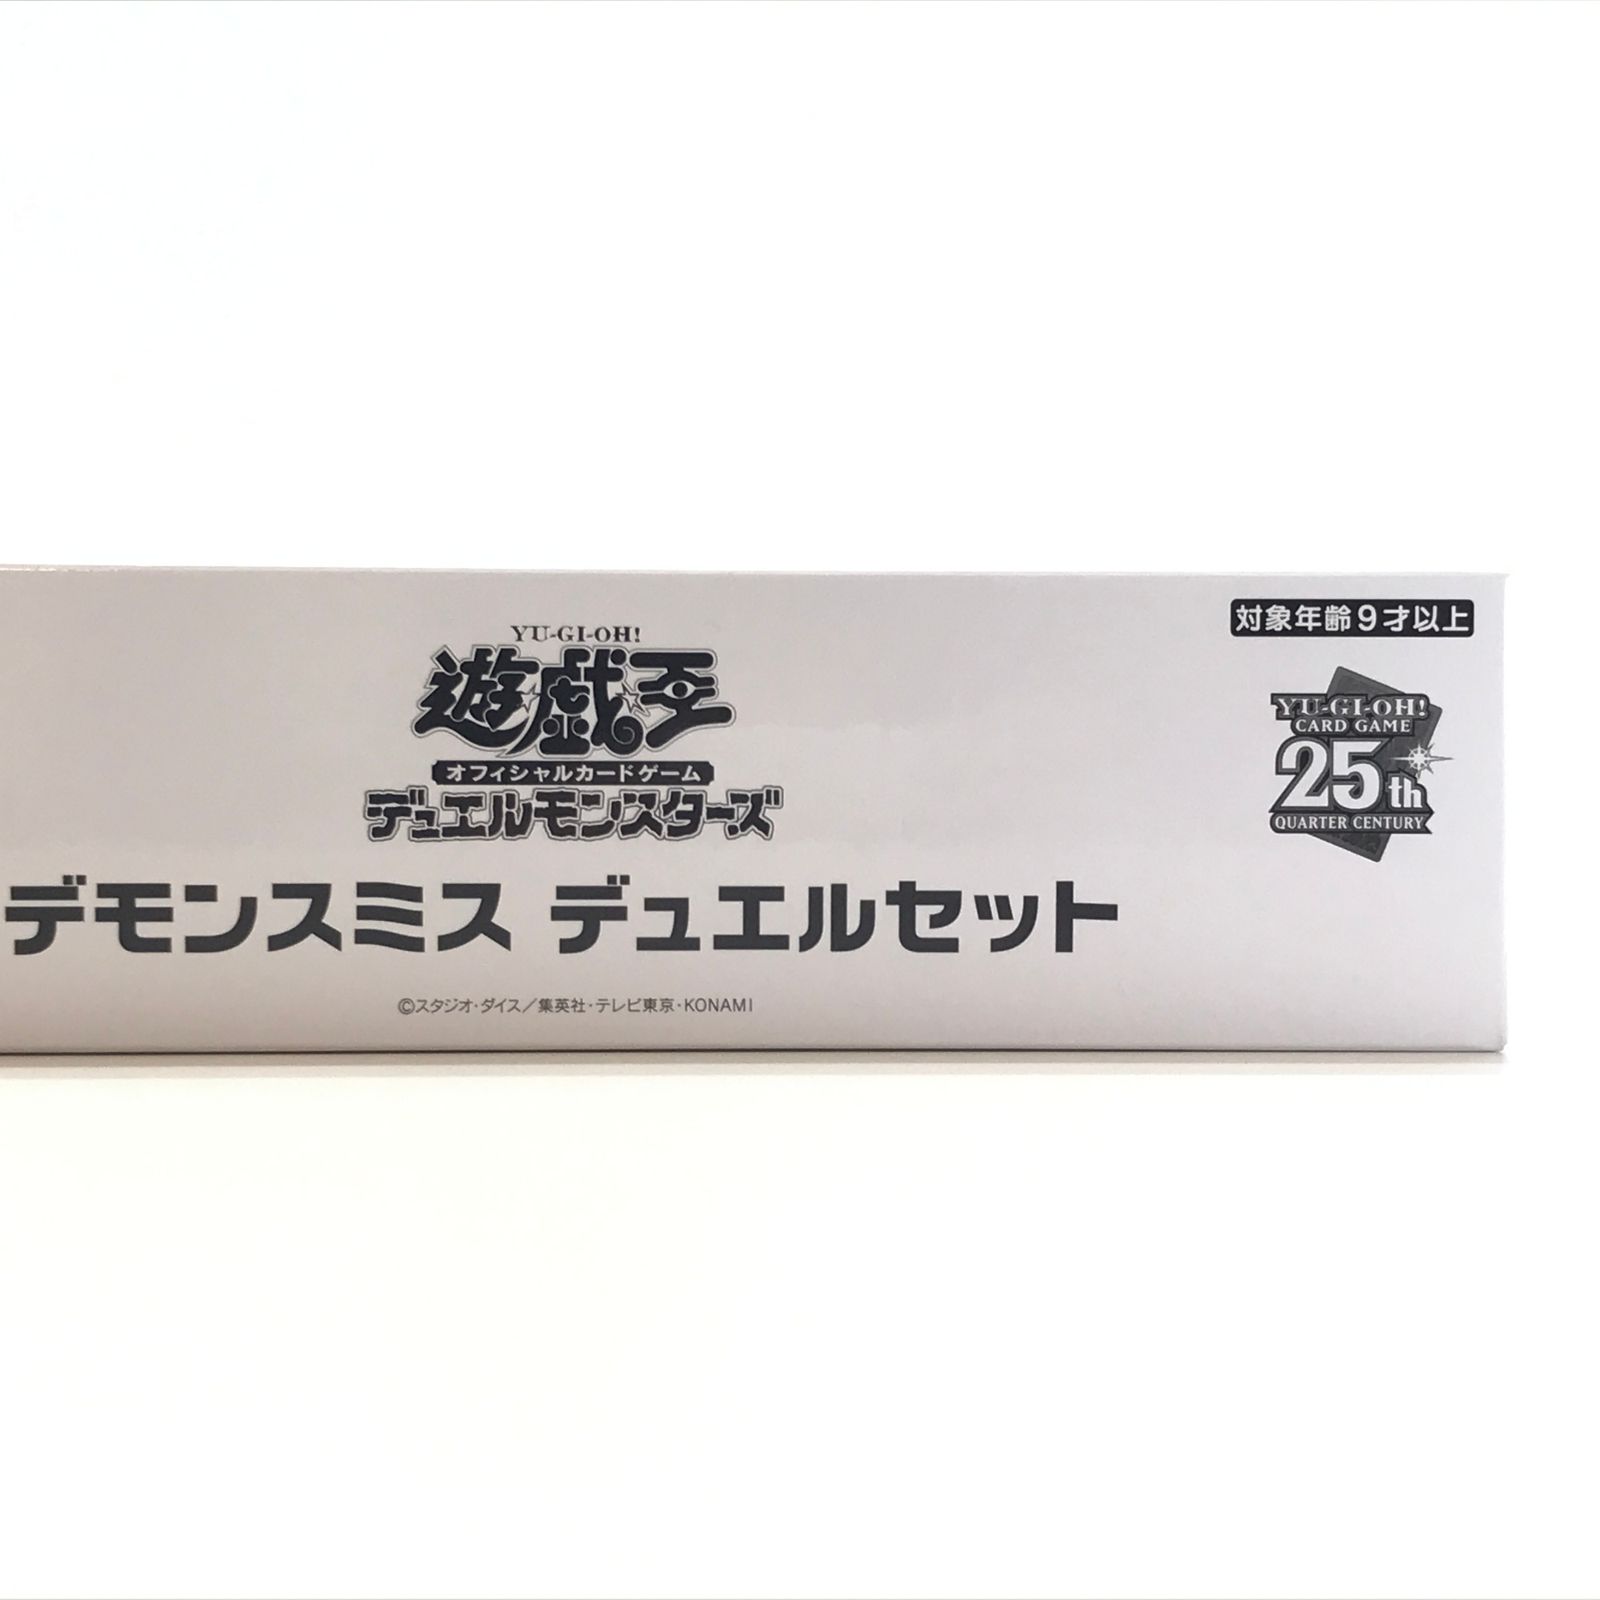 YU-GI-OH!
遊戯王
オフィシャルカードゲーム
デュエルモンスターズ
デモンスミス デュエルセット
©スタジオ・ダイス／集英社・テレビ東京・KONAMI
対象年齢9才以上
YU-GI-OH!
CARD GAME
25th
QUARTER CENTURY